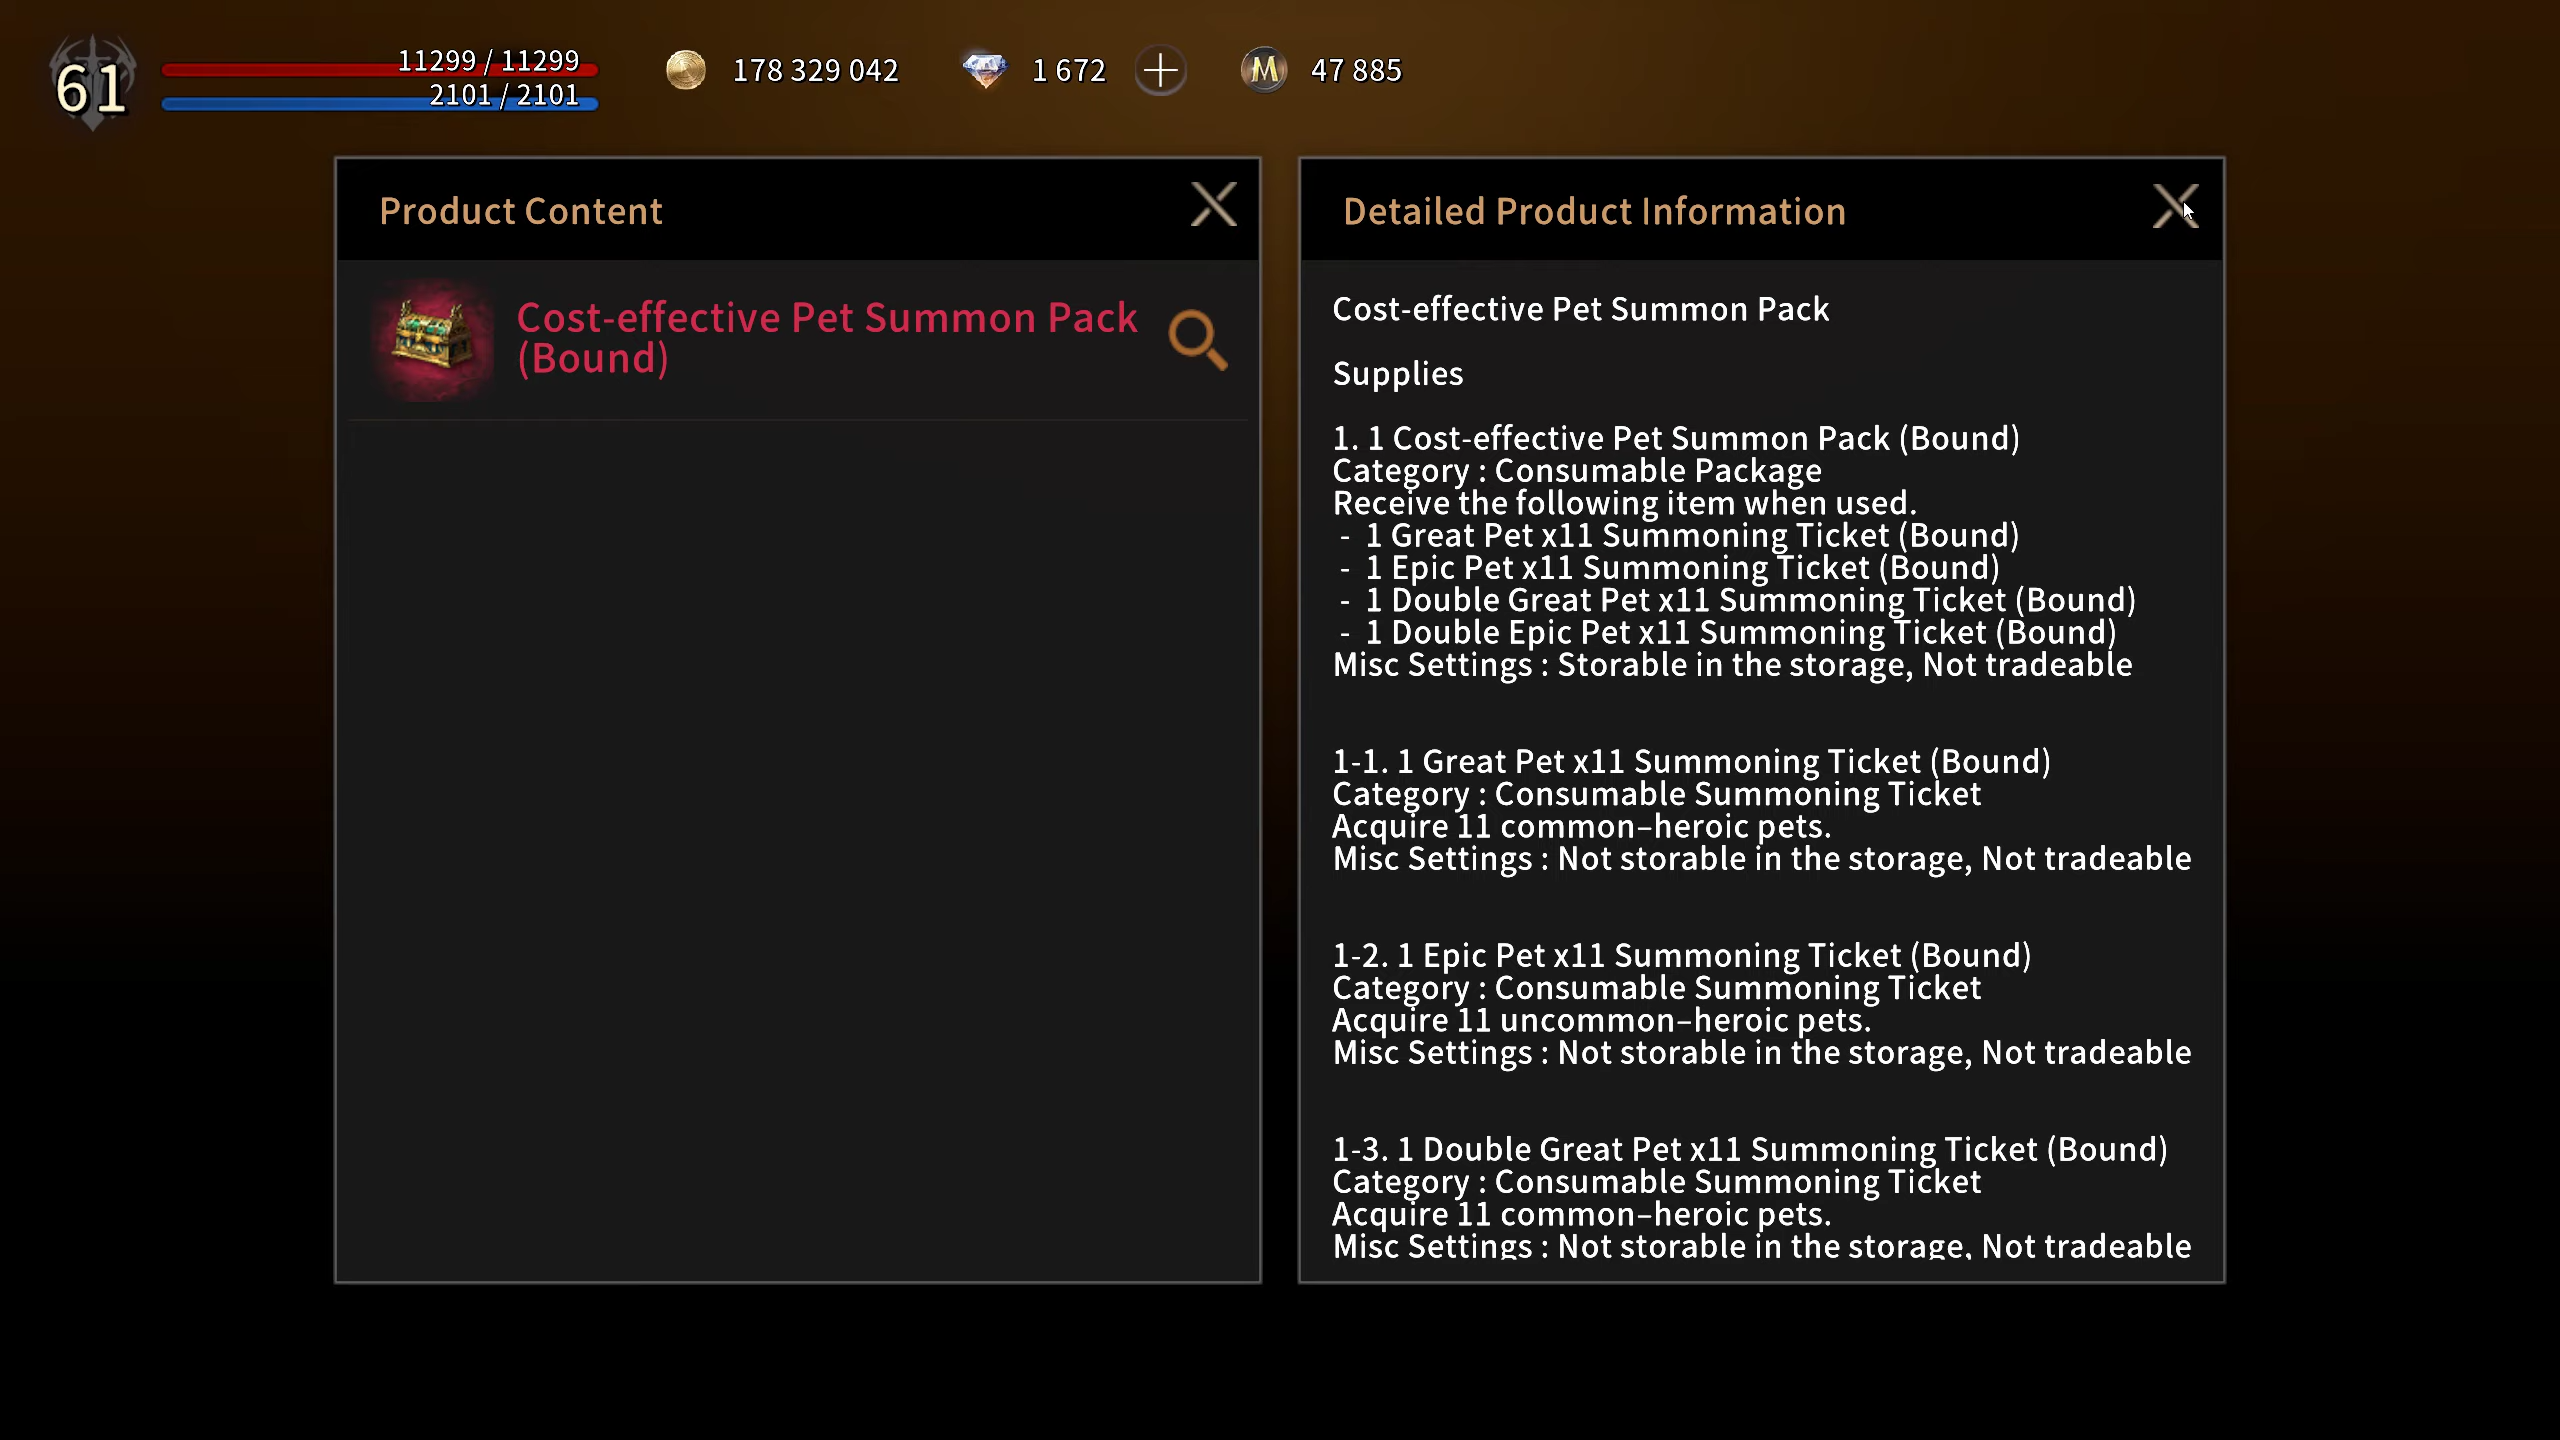 61
11299 / 11299
2101 / 2101
178 329 042
1 672
M 47 885
Product Content
Cost-effective Pet Summon Pack
(Bound)
Detailed Product Information
Cost-effective Pet Summon Pack
Supplies
1. 1 Cost-effective Pet Summon Pack (Bound)
Category : Consumable Package
Receive the following item when used.
- 1 Great Pet x11 Summoning Ticket (Bound)
- 1 Epic Pet x11 Summoning Ticket (Bound)
- 1 Double Great Pet x11 Summoning Ticket (Bound)
- 1 Double Epic Pet x11 Summoning Ticket (Bound)
Misc Settings : Storable in the storage, Not tradeable
1-1. 1 Great Pet x11 Summoning Ticket (Bound)
Category : Consumable Summoning Ticket
Acquire 11 common–heroic pets.
Misc Settings : Not storable in the storage, Not tradeable
1-2. 1 Epic Pet x11 Summoning Ticket (Bound)
Category : Consumable Summoning Ticket
Acquire 11 uncommon–heroic pets.
Misc Settings : Not storable in the storage, Not tradeable
1-3. 1 Double Great Pet x11 Summoning Ticket (Bound)
Category : Consumable Summoning Ticket
Acquire 11 common–heroic pets.
Misc Settings : Not storable in the storage, Not tradeable